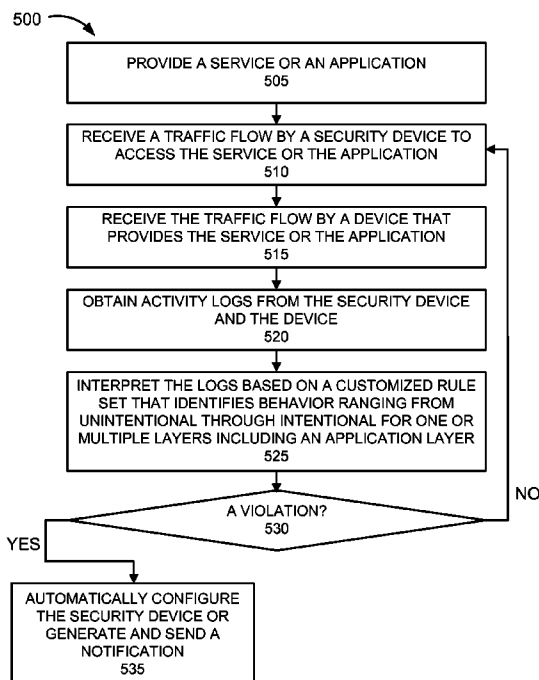 500
PROVIDE A SERVICE OR AN APPLICATION
505
RECEIVE A TRAFFIC FLOW BY A SECURITY DEVICE TO
ACCESS THE SERVICE OR THE APPLICATION
510
RECEIVE THE TRAFFIC FLOW BY A DEVICE THAT
PROVIDES THE SERVICE OR THE APPLICATION
515
OBTAIN ACTIVITY LOGS FROM THE SECURITY DEVICE
AND THE DEVICE
520
INTERPRET THE LOGS BASED ON A CUSTOMIZED RULE
SET THAT IDENTIFIES BEHAVIOR RANGING FROM
UNINTENTIONAL THROUGH INTENTIONAL FOR ONE OR
MULTIPLE LAYERS INCLUDING AN APPLICATION LAYER
525
A VIOLATION?
530
NO
YES
AUTOMATICALLY CONFIGURE
THE SECURITY DEVICE OR
GENERATE AND SEND A
NOTIFICATION
535